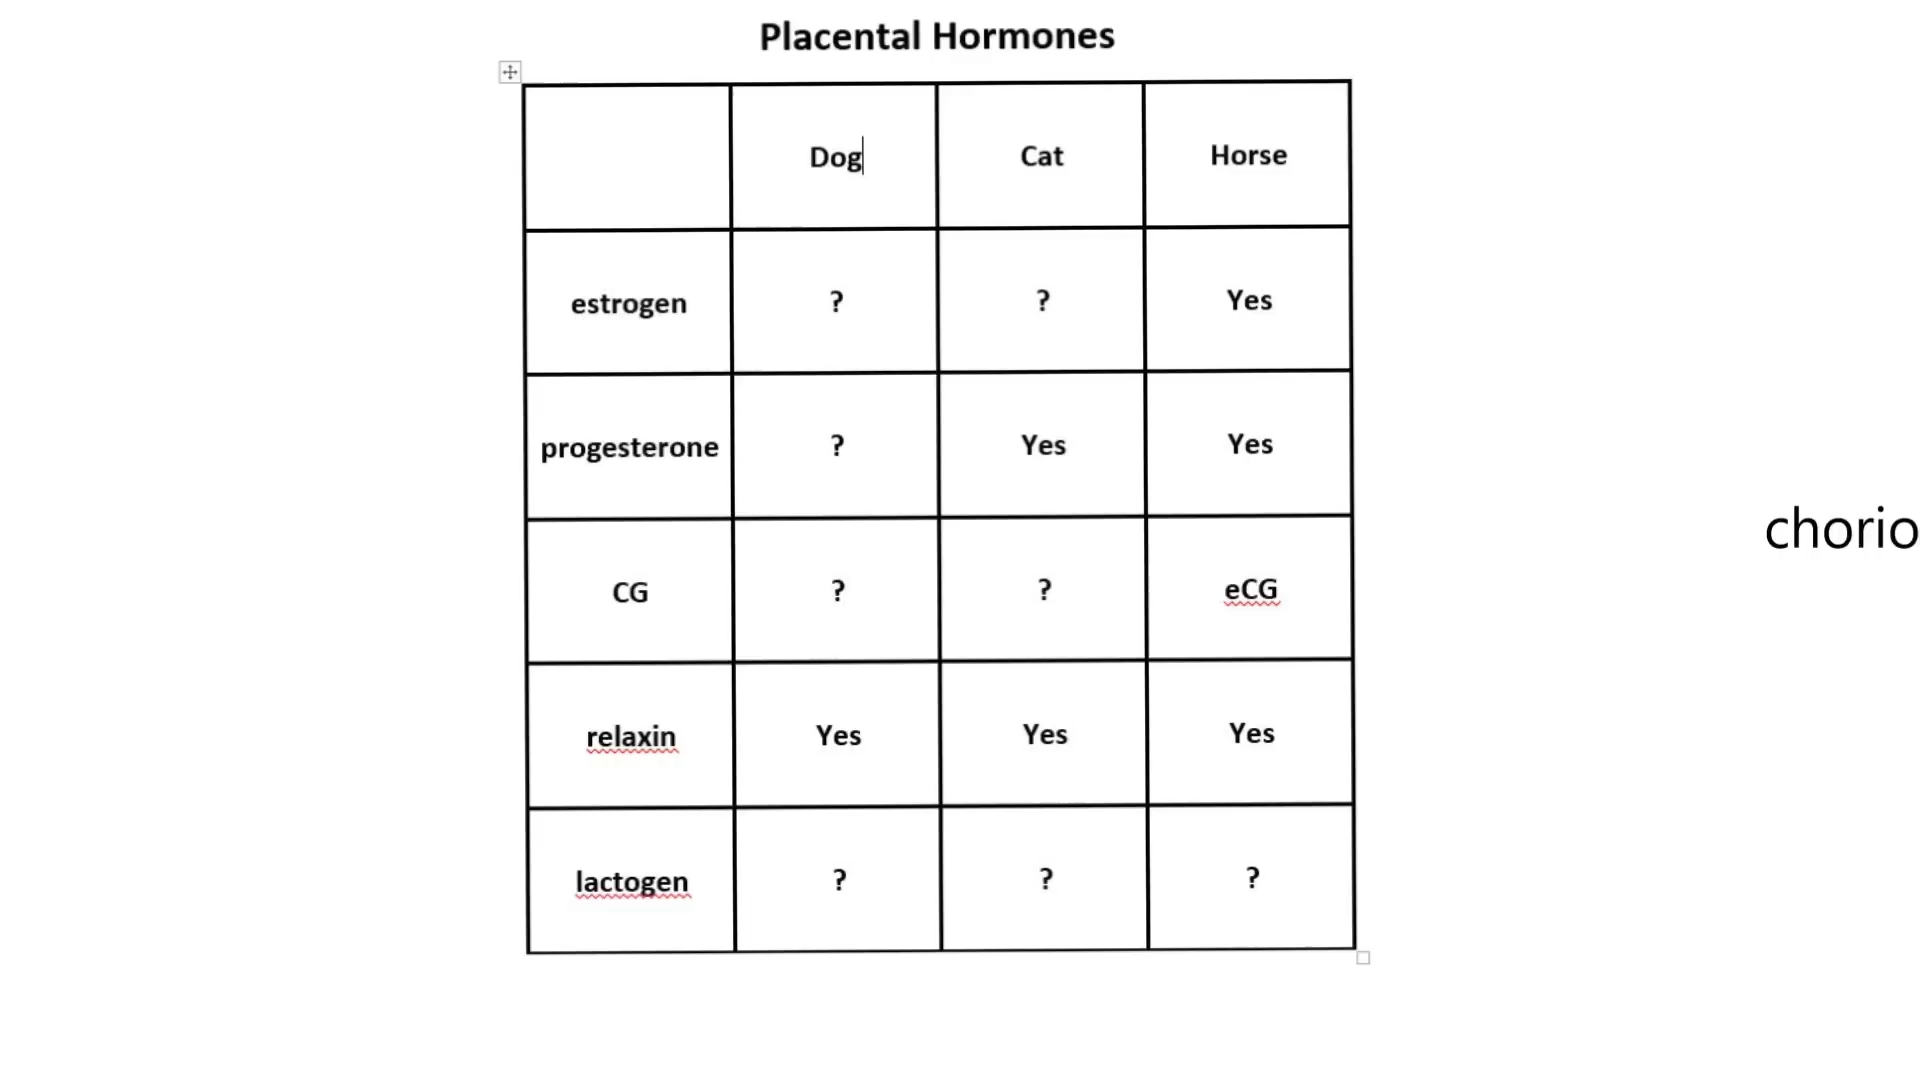 Placental Hormones
Dog Cat Horse
estrogen ? ? Yes
progesterone ? Yes Yes
CG ? ? eCG
relaxin Yes Yes Yes
lactogen ? ? ?
chorio